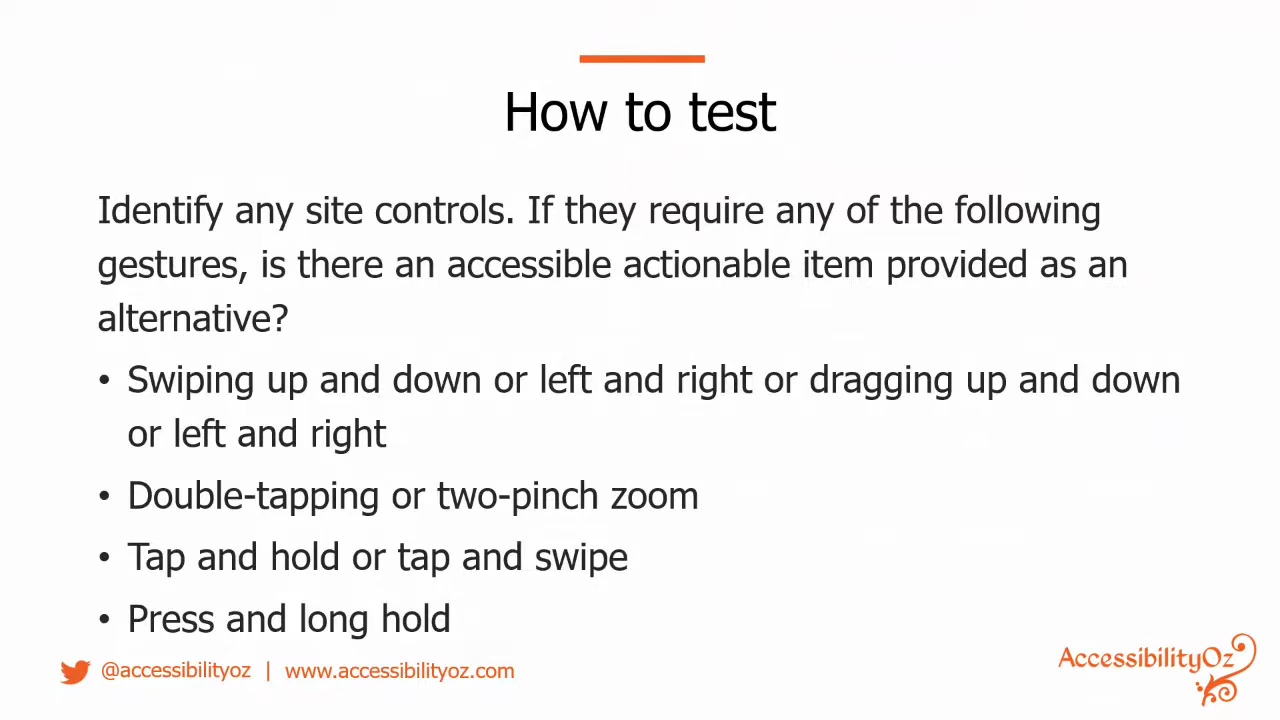 How to test
Identify any site controls. If they require any of the following
gestures, is there an accessible actionable item provided as an
alternative?
• Swiping up and down or left and right or dragging up and down
or left and right
• Double-tapping or two-pinch zoom
• Tap and hold or tap and swipe
• Press and long hold
@accessibilityoz | www.accessibilityoz.com
AccessibilityOz